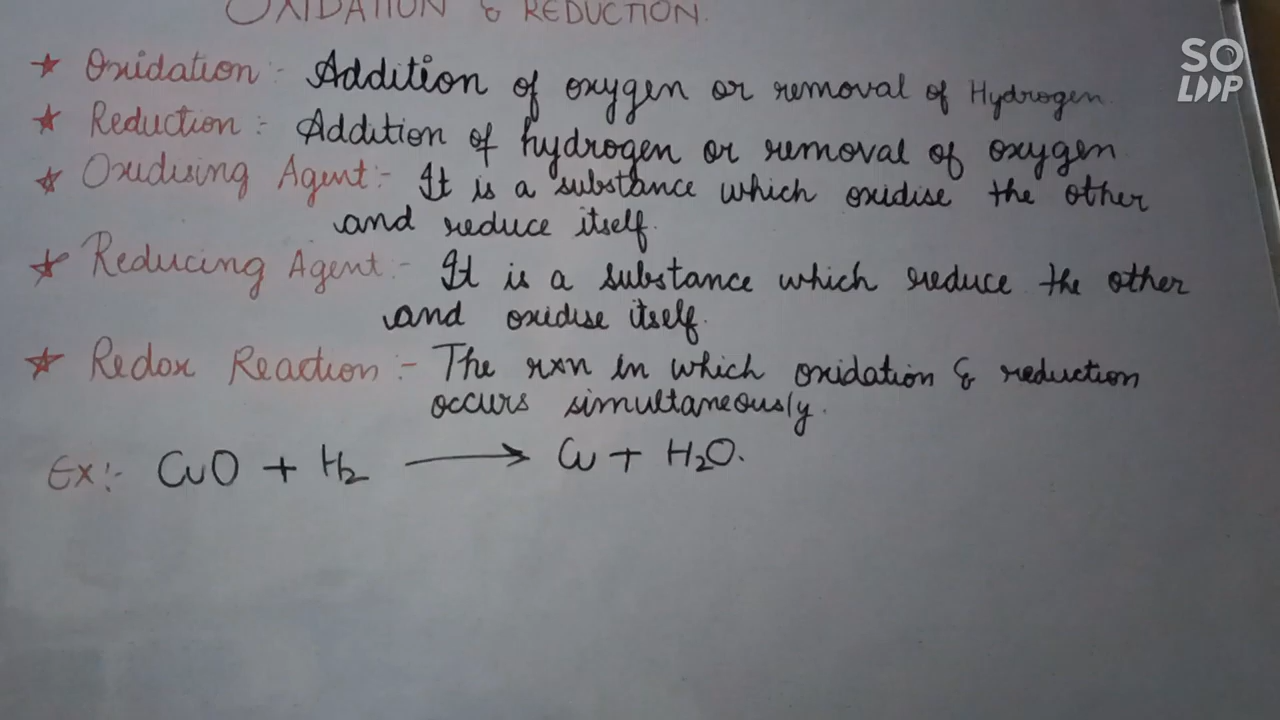 OXIDATION & REDUCTION.
SO
LOOP
★ Oxidation :- Addition of oxygen or removal of Hydrogen.
★ Reduction :- Addition of hydrogen or removal of oxygen
★ Oxidising Agent :- It is a substance which oxidise the other
and reduce itself.
★ Reducing Agent :- It is a substance which reduce the other
and oxidise itself.
★ Redox Reaction :- The rxn in which oxidation & reduction
occurs simultaneously.
Ex :- CuO + H₂ ⟶ Cu + H₂O.